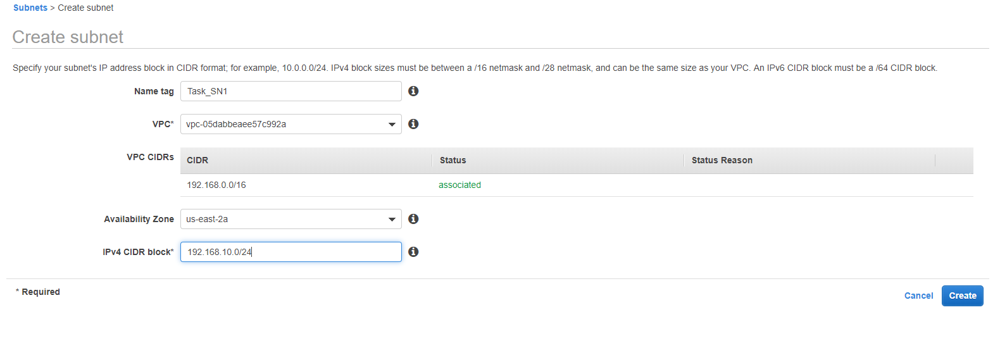 Subnets > Create subnet
Create subnet
Specify your subnet's IP address block in CIDR format; for example, 10.0.0.0/24. IPv4 block sizes must be between a /16 netmask and /28 netmask, and can be the same size as your VPC. An IPv6 CIDR block must be a /64 CIDR block.
Name tag Task_SN1
VPC* vpc-05dabbeaee57c992a
VPC CIDRs CIDR Status Status Reason
192.168.0.0/16 associated
Availability Zone us-east-2a
IPv4 CIDR block* 192.168.10.0/24
* Required
Cancel Create